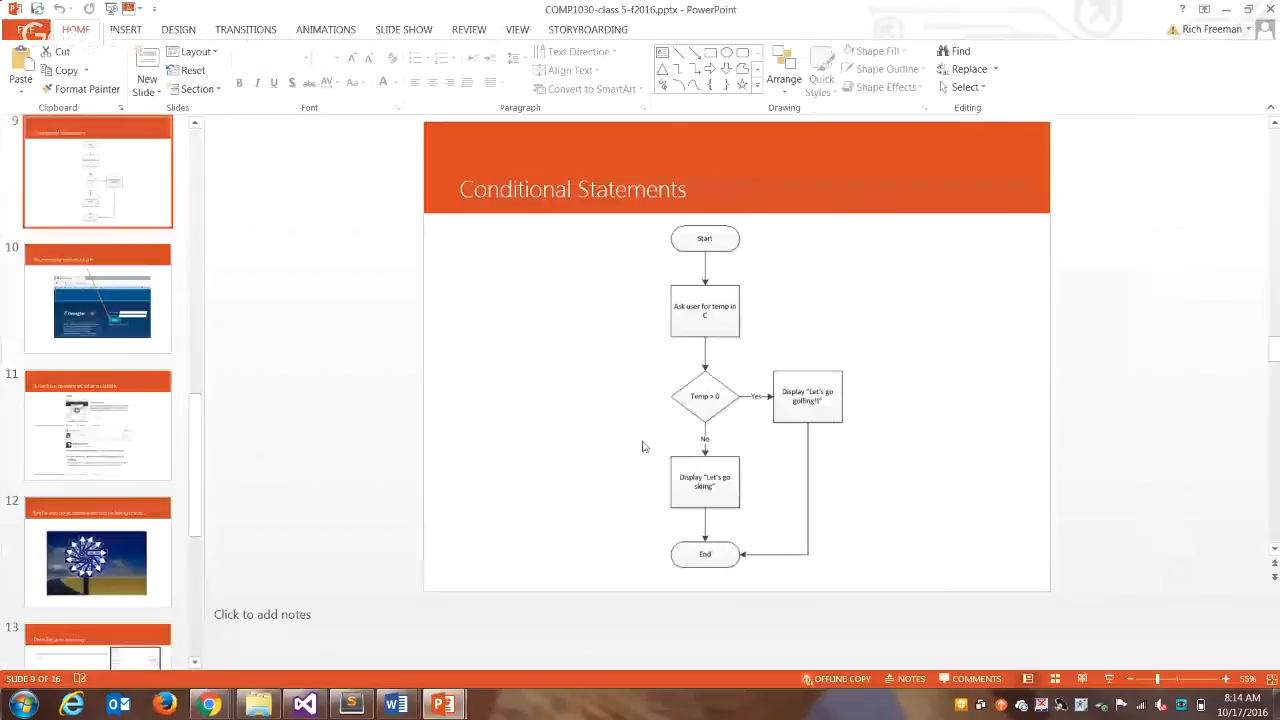 COMP1030-class 5-f2016.pptx - PowerPoint
FILE HOME INSERT DESIGN TRANSITIONS ANIMATIONS SLIDE SHOW REVIEW VIEW STORYBOARDING
Rich Freeman
Paste
Cut
Copy
Format Painter
Clipboard
New
Slide
Layout
Reset
Section
Slides
B I U S abc AV Aa A
Font
Text Direction
Align Text
Convert to SmartArt
Paragraph
Arrange
Quick
Styles
Shape Fill
Shape Outline
Shape Effects
Drawing
Find
Replace
Select
Editing
9
10
11
12
13
Conditional Statements
Start
Ask user for temp in
C
Temp > 0
Yes
Display "Let's go
golfing!!"
No
Display "Let's go
skiing"
End
Click to add notes
SLIDE 9 OF 16
OFFLINE COPY
NOTES
COMMENTS
55%
8:14 AM
10/17/2016